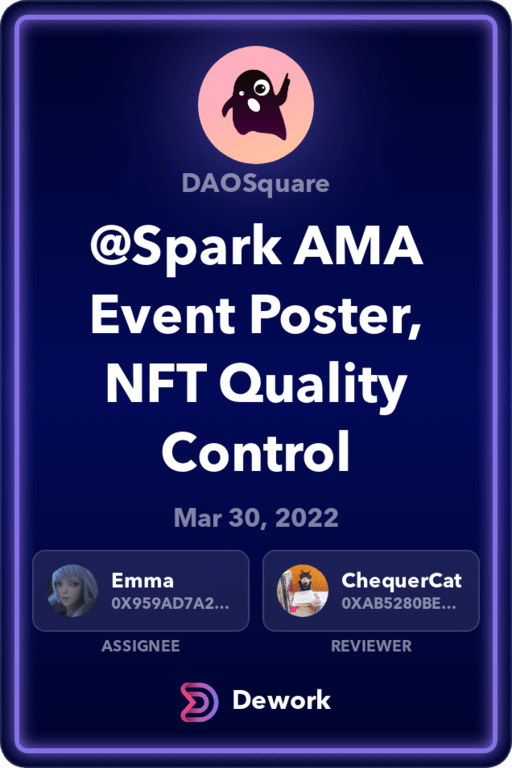 DAOSquare
@Spark AMA
Event Poster,
NFT Quality
Control
Mar 30, 2022
Emma
0X959AD7A2...
ASSIGNEE
ChequerCat
0XAB5280BE...
REVIEWER
Dework